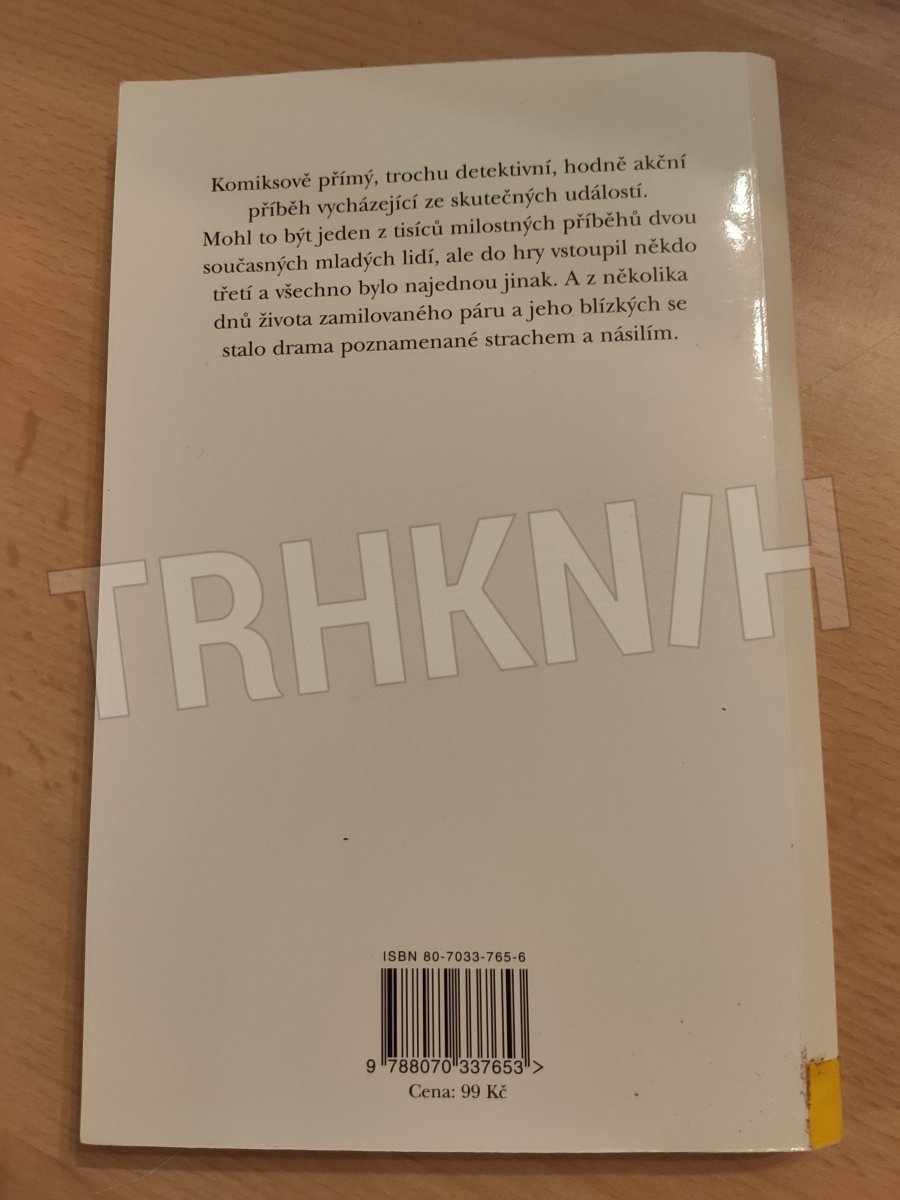 Komiksově přímý, trochu detektivní, hodně akční
příběh vycházející ze skutečných událostí.
Mohl to být jeden z tisíců milostných příběhů dvou
současných mladých lidí, ale do hry vstoupil někdo
třetí a všechno bylo najednou jinak. A z několika
dnů života zamilovaného páru a jeho blízkých se
stalo drama poznamenané strachem a násilím.
TRHKNIH
ISBN 80-7033-765-6
9 788070 337653 >
Cena: 99 Kč